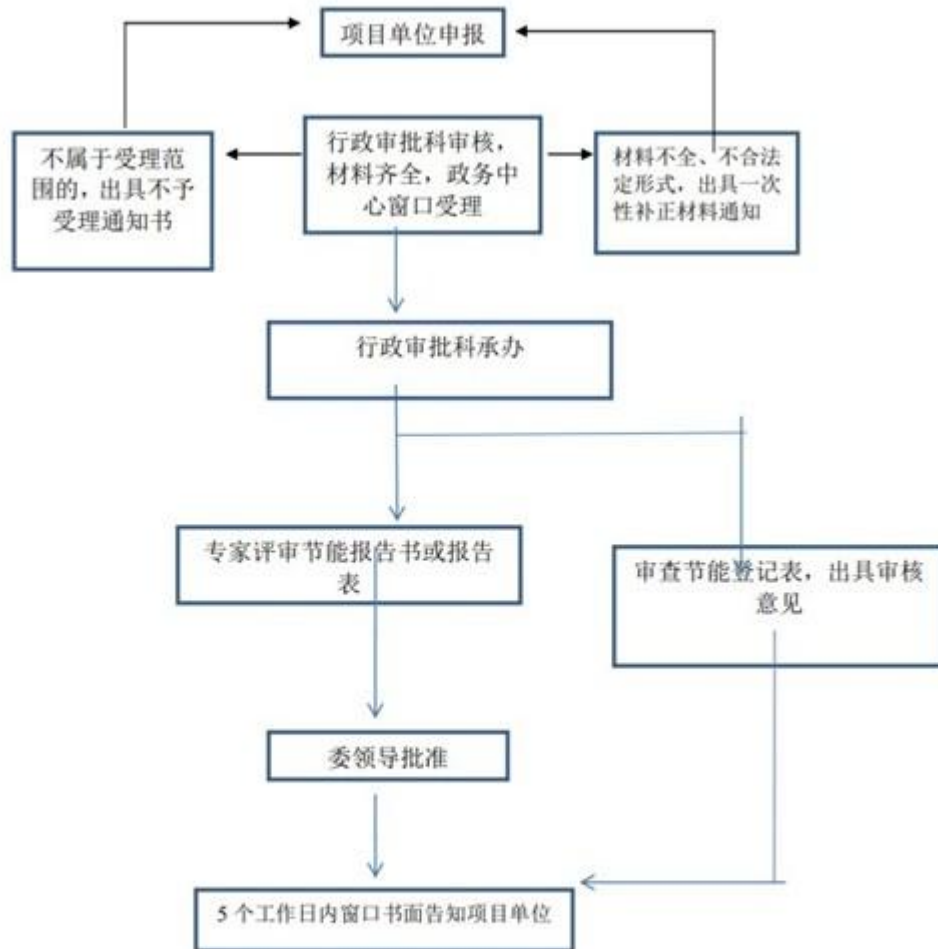 项目单位申报
不属于受理范
围的，出具不予
受理通知书
行政审批科审核，
材料齐全，政务中
心窗口受理
材料不全、不合法
定形式，出具一次
性补正材料通知
行政审批科承办
专家评审节能报告书或报告
表
审查节能登记表，出具审核
意见
委领导批准
5 个工作日内窗口书面告知项目单位